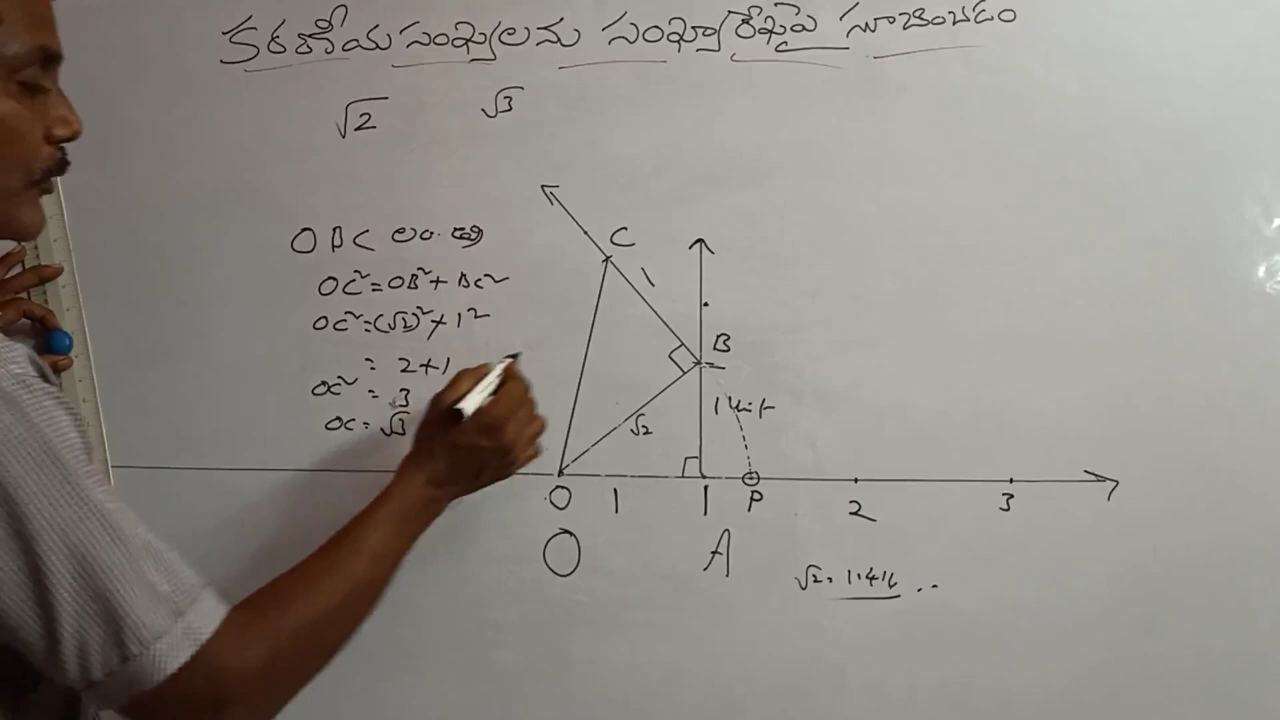 కరణీయ సంఖ్యలను సంఖ్యా రేఖపై సూచించడం
√2 √3
OBC లం. త్రి
OC² = OB² + BC²
OC² = (√2)² + 1²
= 2+1
OC² = 3
OC = √3
C
1
B
1 Unit
√2
O 1 1 P 2 3
O A
√2 = 1.414 ..